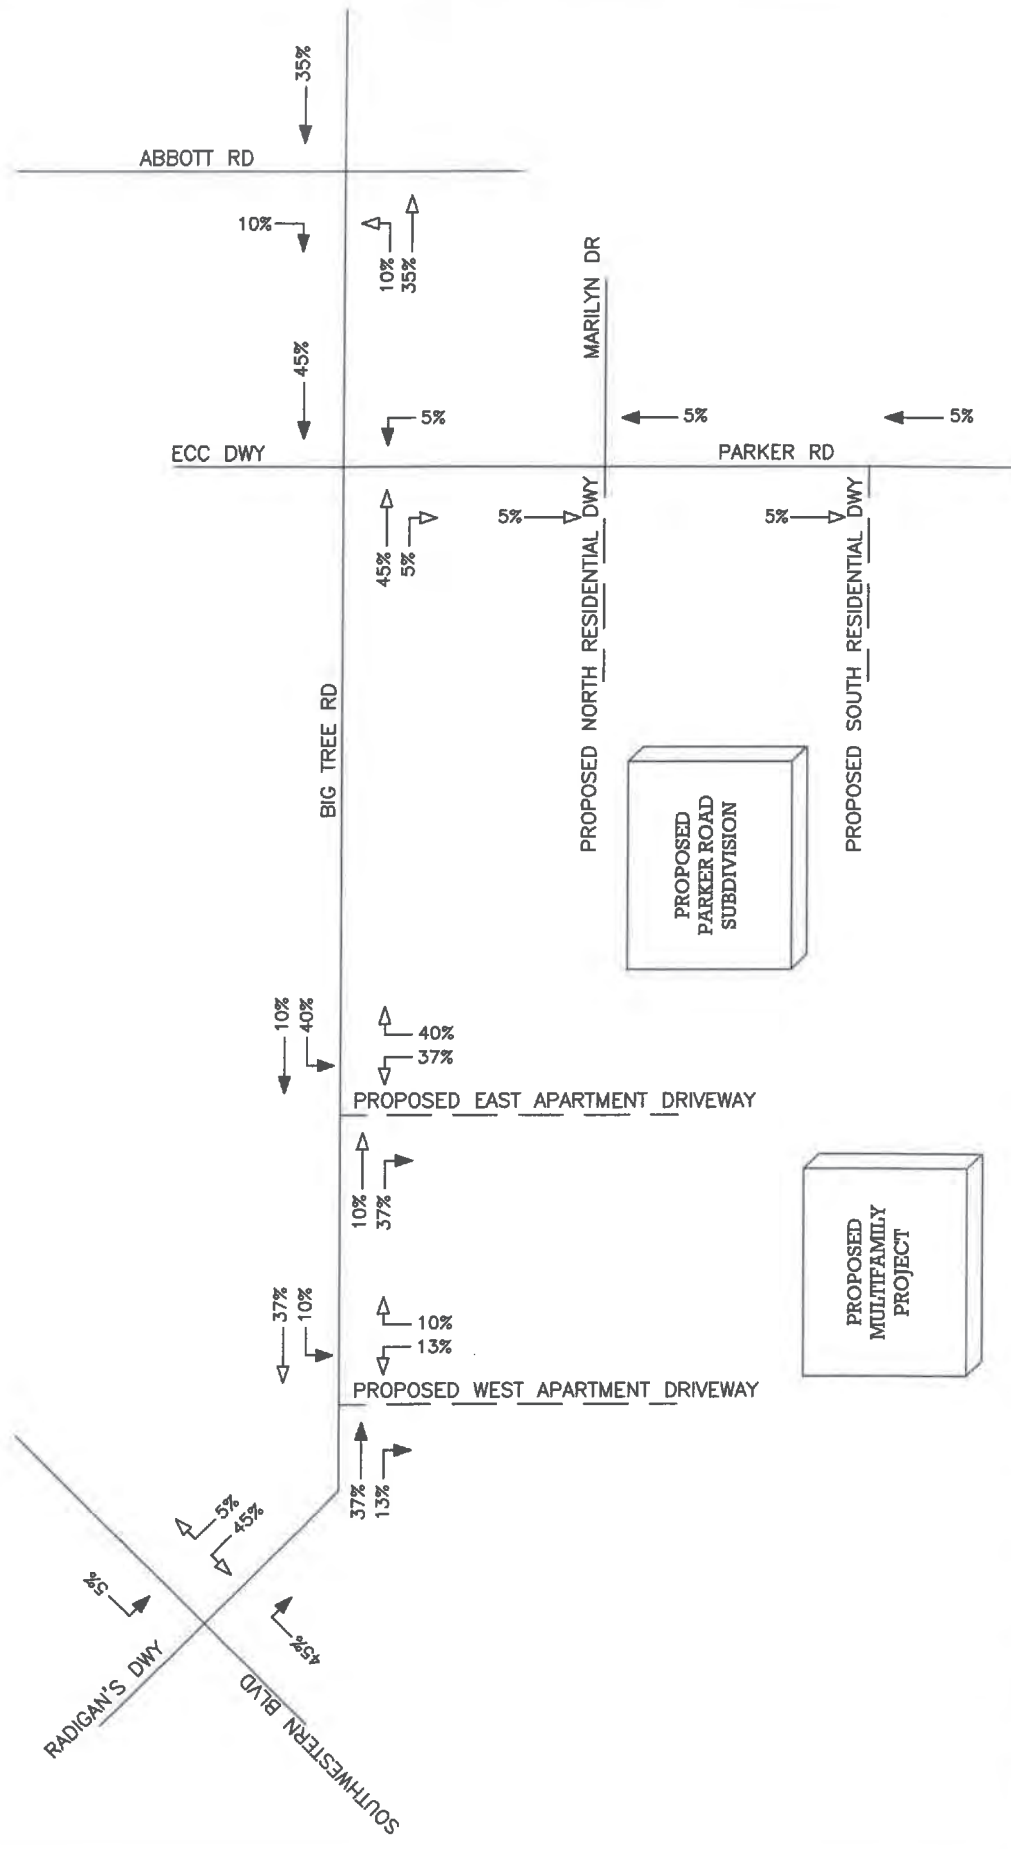 35%
ABBOTT RD
10%
10%
35%
MARILYN DR
45%
5%
5%
5%
ECC DWY
PARKER RD
45%
5%
5%
5%
PROPOSED NORTH RESIDENTIAL DWY
PROPOSED SOUTH RESIDENTIAL DWY
BIG TREE RD
PROPOSED
PARKER ROAD
SUBDIVISION
10%
40%
40%
37%
PROPOSED EAST APARTMENT DRIVEWAY
10%
37%
PROPOSED
MULTIFAMILY
PROJECT
37%
10%
10%
13%
PROPOSED WEST APARTMENT DRIVEWAY
37%
13%
5%
45%
5%
45%
RADIGAN'S DWY
SOUTHWESTERN BLVD